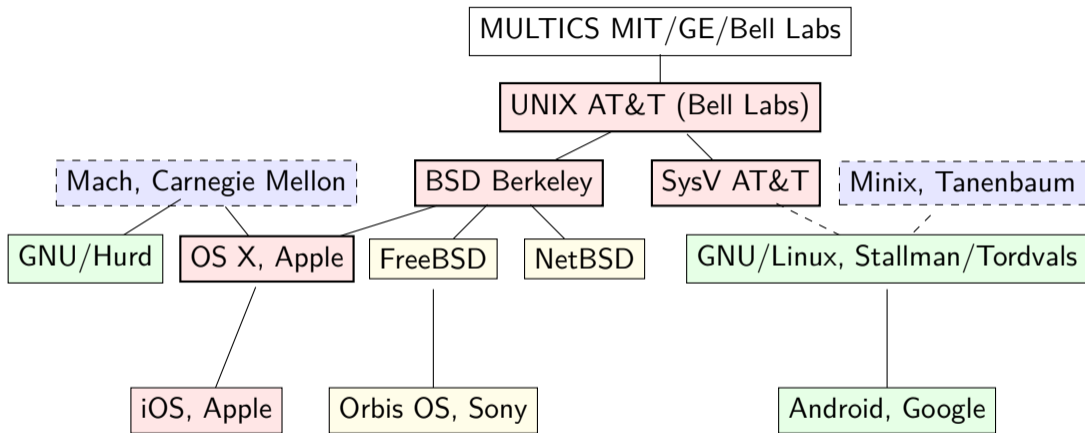 MULTICS MIT/GE/Bell Labs
UNIX AT&T (Bell Labs)
Mach, Carnegie Mellon
BSD Berkeley
SysV AT&T
Minix, Tanenbaum
GNU/Hurd
OS X, Apple
FreeBSD
NetBSD
GNU/Linux, Stallman/Tordvals
iOS, Apple
Orbis OS, Sony
Android, Google